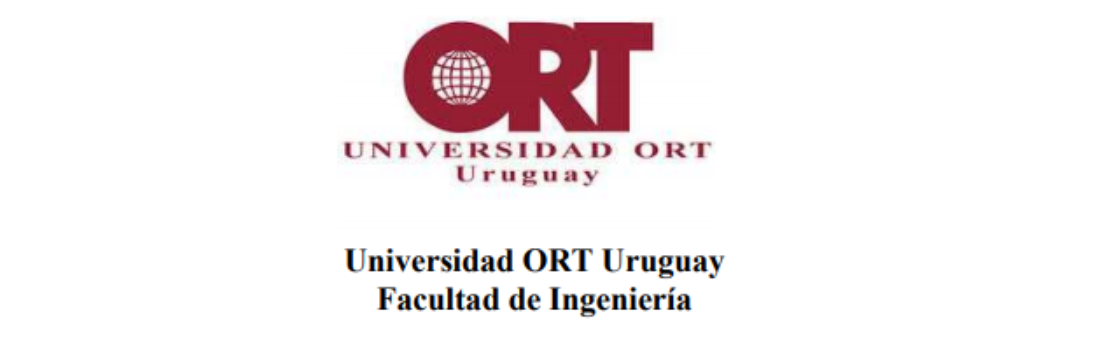 ORT
UNIVERSIDAD ORT
Uruguay
Universidad ORT Uruguay
Facultad de Ingeniería